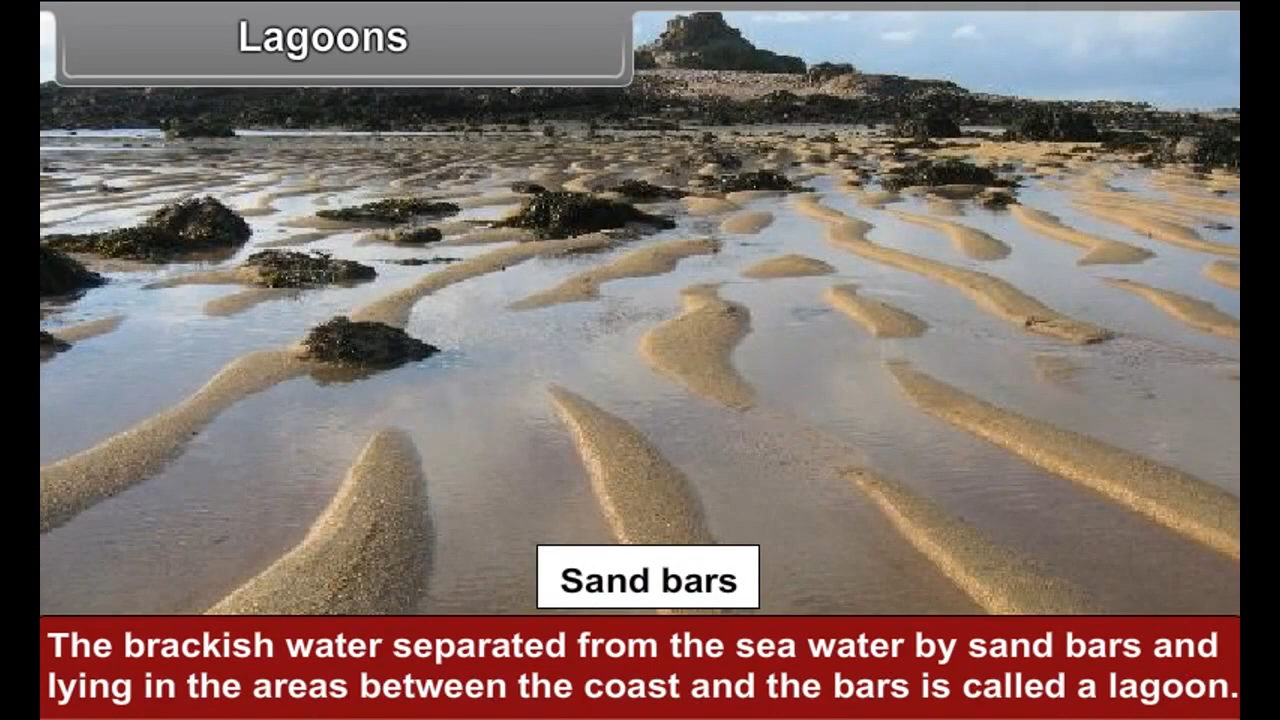 Lagoons
Sand bars
The brackish water separated from the sea water by sand bars and
lying in the areas between the coast and the bars is called a lagoon.